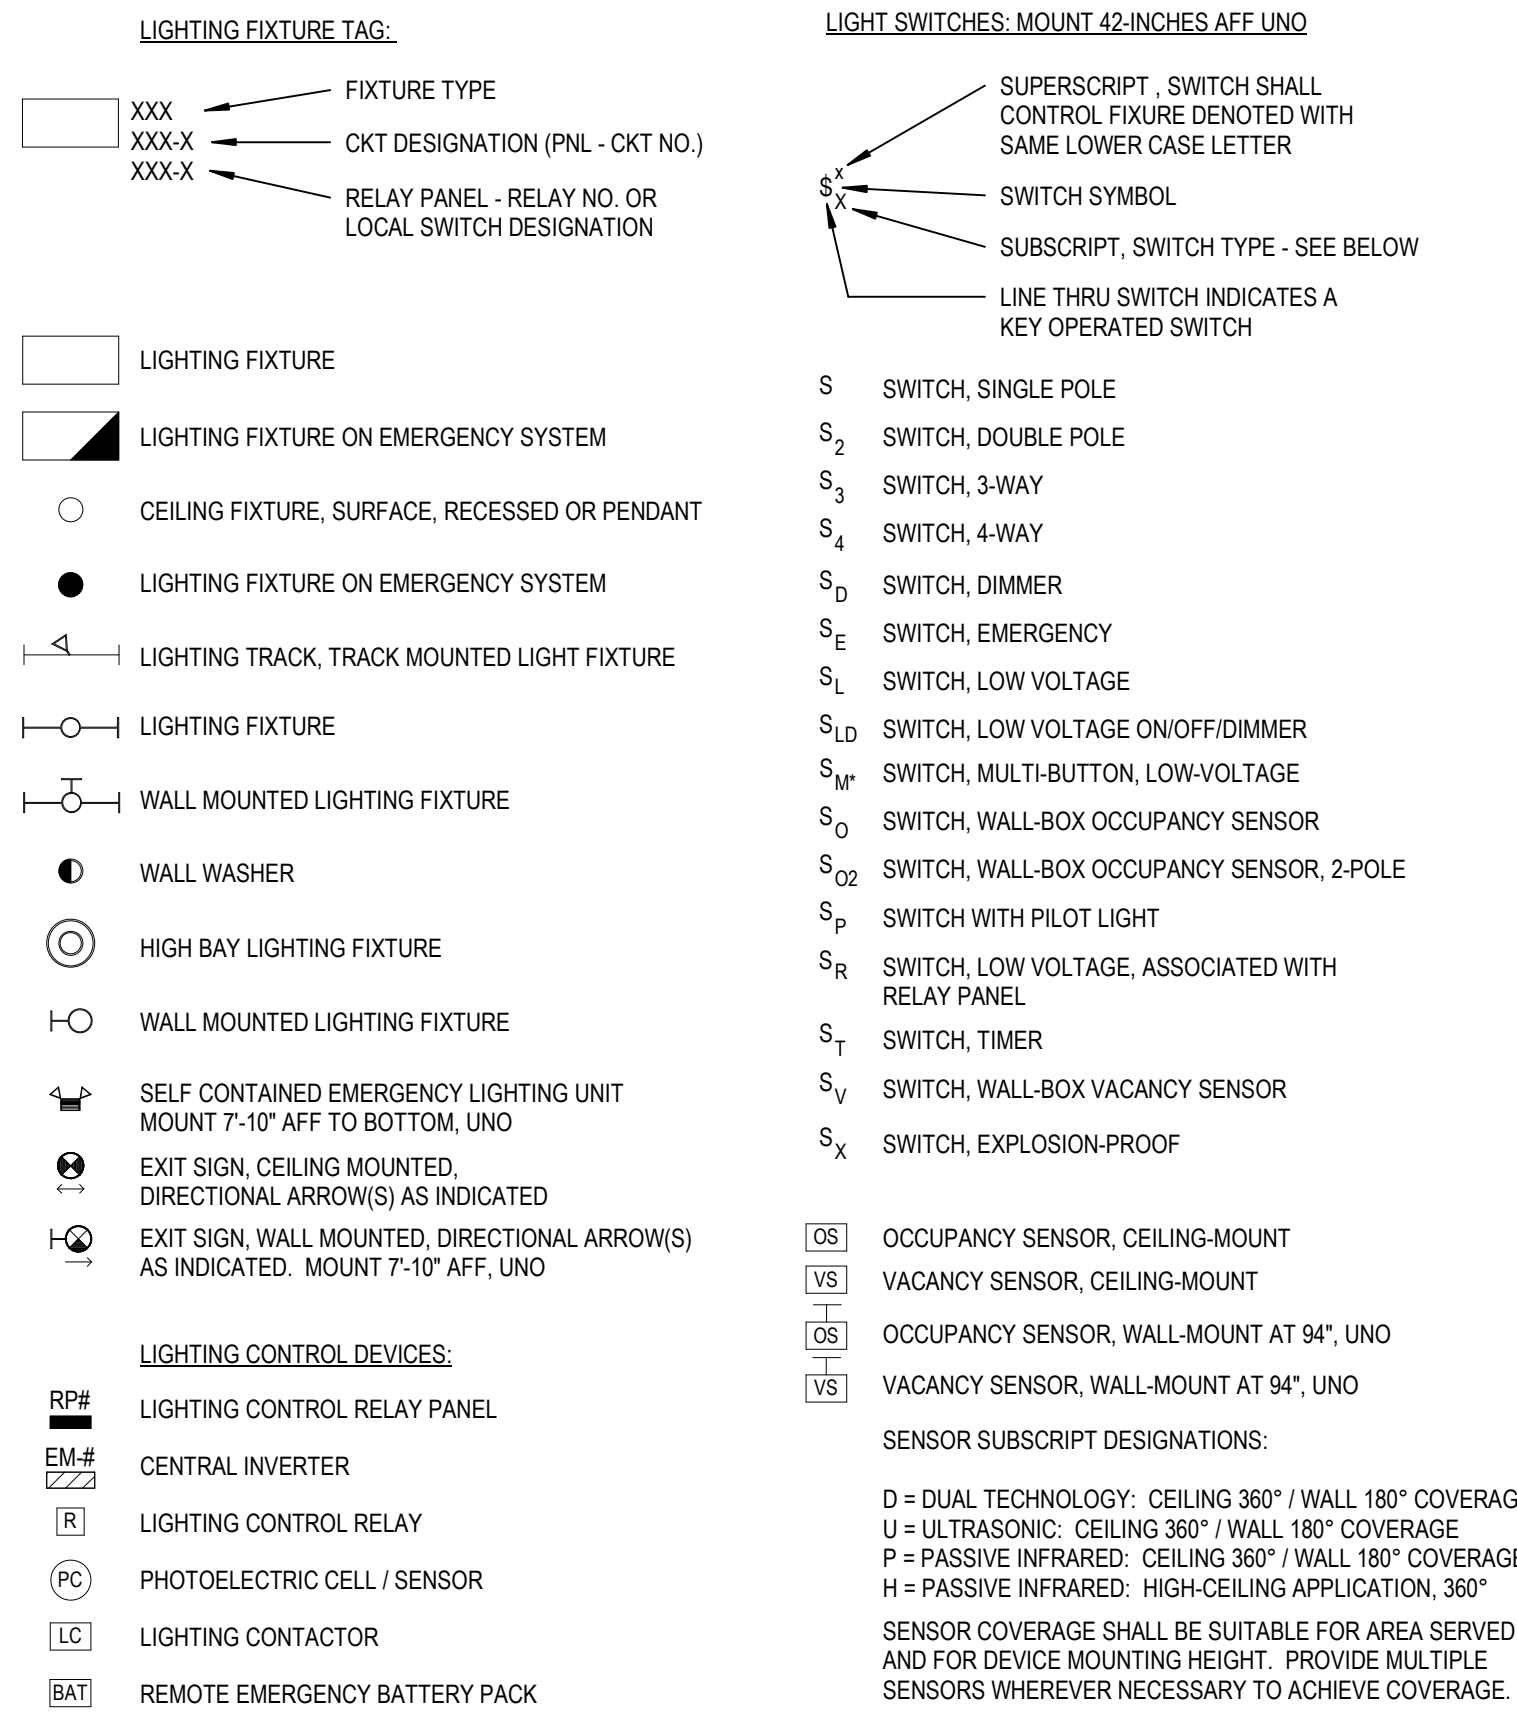 LIGHTING FIXTURE TAG:
XXX
XXX-X
XXX-X
FIXTURE TYPE
CKT DESIGNATION (PNL - CKT NO.)
RELAY PANEL - RELAY NO. OR
LOCAL SWITCH DESIGNATION
LIGHTING FIXTURE
LIGHTING FIXTURE ON EMERGENCY SYSTEM
CEILING FIXTURE, SURFACE, RECESSED OR PENDANT
LIGHTING FIXTURE ON EMERGENCY SYSTEM
LIGHTING TRACK, TRACK MOUNTED LIGHT FIXTURE
LIGHTING FIXTURE
WALL MOUNTED LIGHTING FIXTURE
WALL WASHER
HIGH BAY LIGHTING FIXTURE
WALL MOUNTED LIGHTING FIXTURE
SELF CONTAINED EMERGENCY LIGHTING UNIT
MOUNT 7'-10" AFF TO BOTTOM, UNO
EXIT SIGN, CEILING MOUNTED,
DIRECTIONAL ARROW(S) AS INDICATED
EXIT SIGN, WALL MOUNTED, DIRECTIONAL ARROW(S)
AS INDICATED. MOUNT 7'-10" AFF, UNO
LIGHTING CONTROL DEVICES:
RP# LIGHTING CONTROL RELAY PANEL
EM-# CENTRAL INVERTER
R LIGHTING CONTROL RELAY
PC PHOTOELECTRIC CELL / SENSOR
LC LIGHTING CONTACTOR
BAT REMOTE EMERGENCY BATTERY PACK
LIGHT SWITCHES: MOUNT 42-INCHES AFF UNO
SUPERSCRIPT , SWITCH SHALL
CONTROL FIXURE DENOTED WITH
SAME LOWER CASE LETTER
$ x X
SWITCH SYMBOL
SUBSCRIPT, SWITCH TYPE - SEE BELOW
LINE THRU SWITCH INDICATES A
KEY OPERATED SWITCH
S SWITCH, SINGLE POLE
S2 SWITCH, DOUBLE POLE
S3 SWITCH, 3-WAY
S4 SWITCH, 4-WAY
SD SWITCH, DIMMER
SE SWITCH, EMERGENCY
SL SWITCH, LOW VOLTAGE
SLD SWITCH, LOW VOLTAGE ON/OFF/DIMMER
SM* SWITCH, MULTI-BUTTON, LOW-VOLTAGE
SO SWITCH, WALL-BOX OCCUPANCY SENSOR
SO2 SWITCH, WALL-BOX OCCUPANCY SENSOR, 2-POLE
SP SWITCH WITH PILOT LIGHT
SR SWITCH, LOW VOLTAGE, ASSOCIATED WITH
RELAY PANEL
ST SWITCH, TIMER
SV SWITCH, WALL-BOX VACANCY SENSOR
SX SWITCH, EXPLOSION-PROOF
OS OCCUPANCY SENSOR, CEILING-MOUNT
VS VACANCY SENSOR, CEILING-MOUNT
OS OCCUPANCY SENSOR, WALL-MOUNT AT 94", UNO
VS VACANCY SENSOR, WALL-MOUNT AT 94", UNO
SENSOR SUBSCRIPT DESIGNATIONS:
D = DUAL TECHNOLOGY: CEILING 360° / WALL 180° COVERAG
U = ULTRASONIC: CEILING 360° / WALL 180° COVERAGE
P = PASSIVE INFRARED: CEILING 360° / WALL 180° COVERAGE
H = PASSIVE INFRARED: HIGH-CEILING APPLICATION, 360°
SENSOR COVERAGE SHALL BE SUITABLE FOR AREA SERVED
AND FOR DEVICE MOUNTING HEIGHT. PROVIDE MULTIPLE
SENSORS WHEREVER NECESSARY TO ACHIEVE COVERAGE.